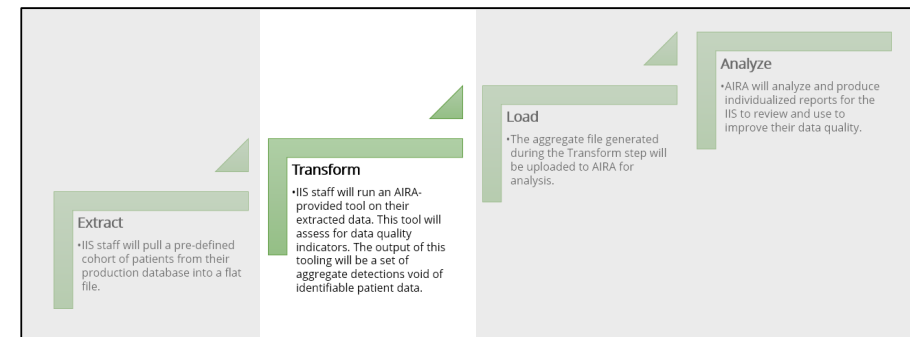 Extract
•IIS staff will pull a pre-defined
cohort of patients from their
production database into a flat
file.
Transform
•IIS staff will run an AIRA-
provided tool on their
extracted data. This tool will
assess for data quality
indicators. The output of this
tooling will be a set of
aggregate detections void of
identifiable patient data.
Load
•The aggregate file generated
during the Transform step will
be uploaded to AIRA for
analysis.
Analyze
•AIRA will analyze and produce
individualized reports for the
IIS to review and use to
improve their data quality.